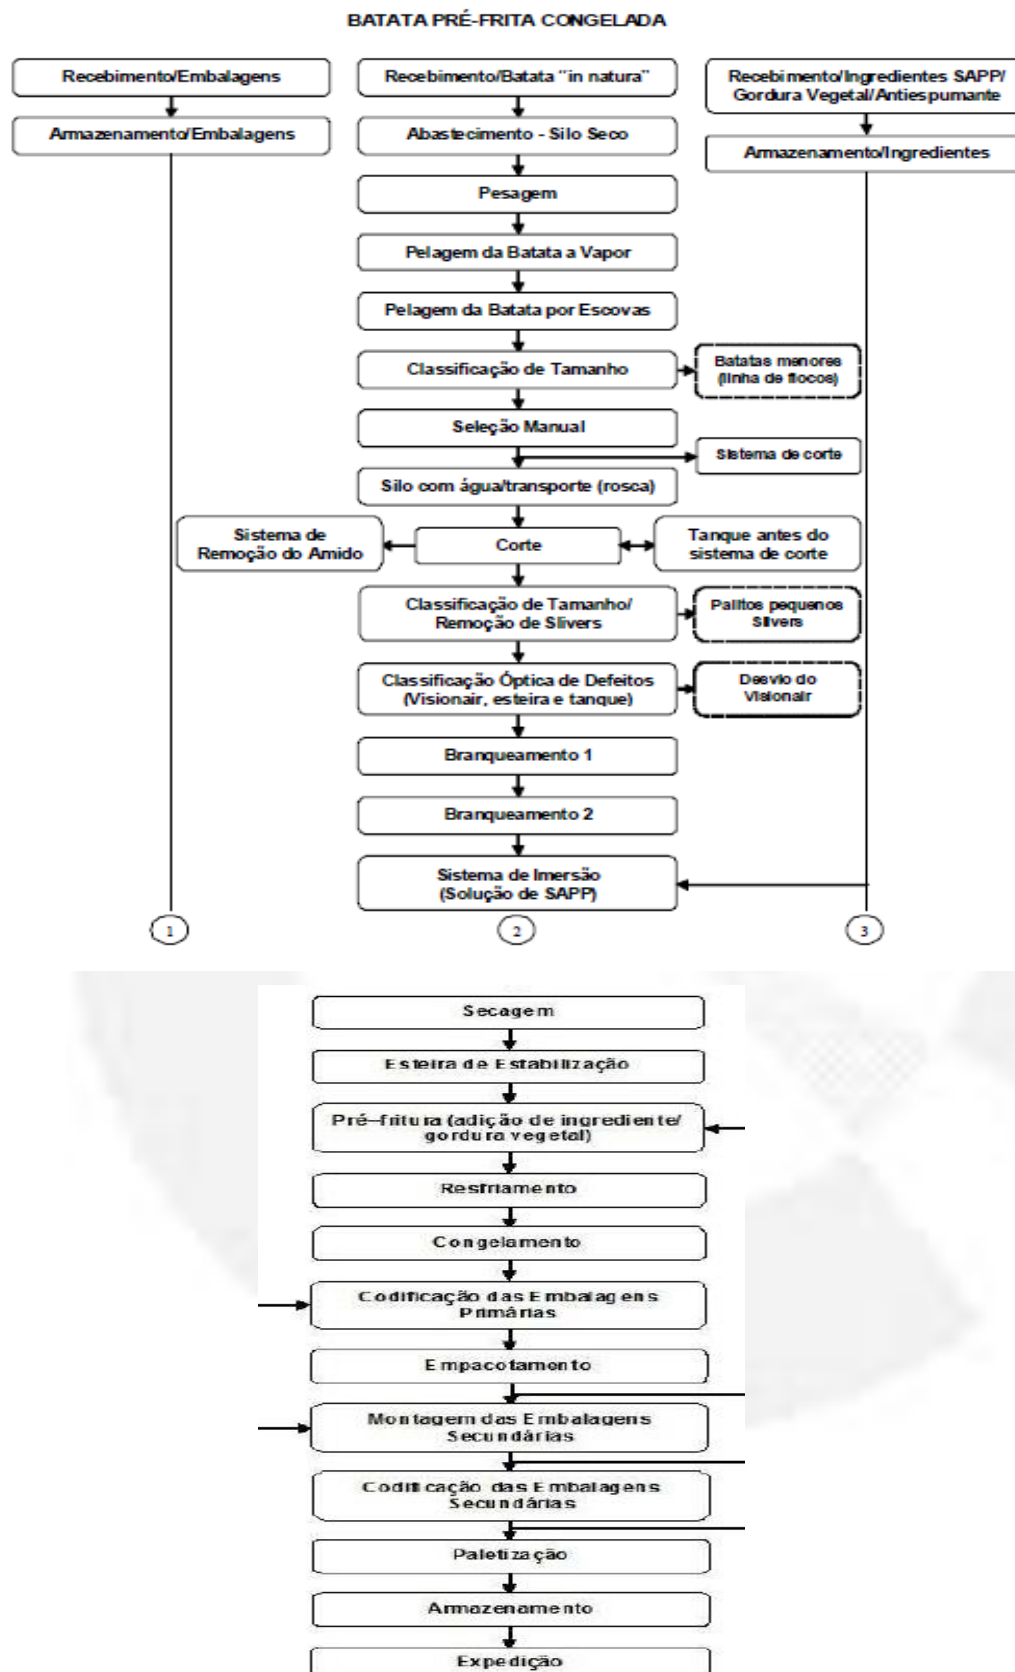 BATATA PRÉ-FRITA CONGELADA
Recebimento/Embalagens
Recebimento/Batata "in natura"
Recebimento/Ingredientes SAPP/
Gordura Vegetal/Antiespumante
Armazenamento/Embalagens
Abastecimento - Silo Seco
Armazenamento/Ingredientes
Pesagem
Pelagem da Batata a Vapor
Pelagem da Batata por Escovas
Classificação de Tamanho
Batatas menores
(linha de flocos)
Seleção Manual
Sistema de corte
Silo com água/transporte (rosca)
Sistema de
Remoção do Amido
Corte
Tanque antes do
sistema de corte
Classificação de Tamanho/
Remoção de Slivers
Palitos pequenos
Slivers
Classificação Óptica de Defeitos
(Visionair, esteira e tanque)
Desvio do
Visionair
Branqueamento 1
Branqueamento 2
Sistema de Imersão
(Solução de SAPP)
1
2
3
Secagem
Esteira de Estabilização
Pré-fritura (adição de ingrediente/
gordura vegetal)
Resfriamento
Congelamento
Codificação das Embalagens
Primárias
Empacotamento
Montagem das Embalagens
Secundárias
Codificação das Embalagens
Secundárias
Paletização
Armazenamento
Expedição